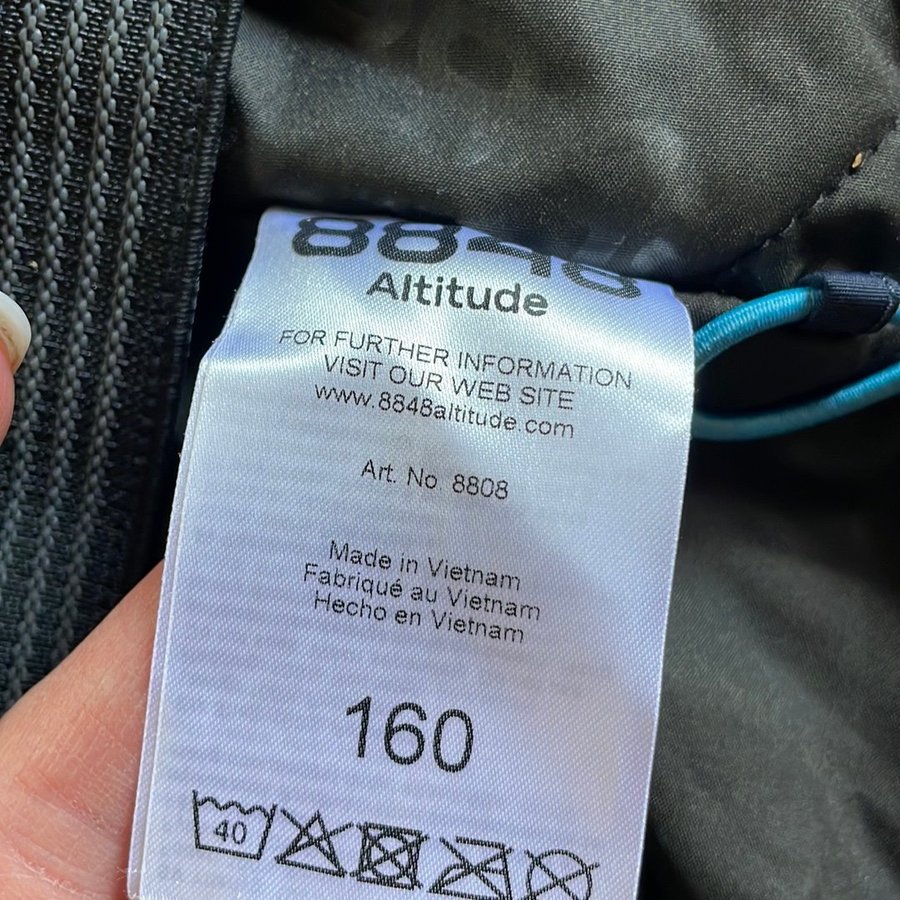 8848
Altitude
FOR FURTHER INFORMATION
VISIT OUR WEB SITE
www.8848altitude.com
Art. No. 8808
Made in Vietnam
Fabriqué au Vietnam
Hecho en Vietnam
160
40